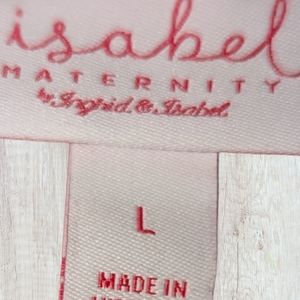 isabel
MATERNITY
by Ingrid & Isabel
L
MADE IN